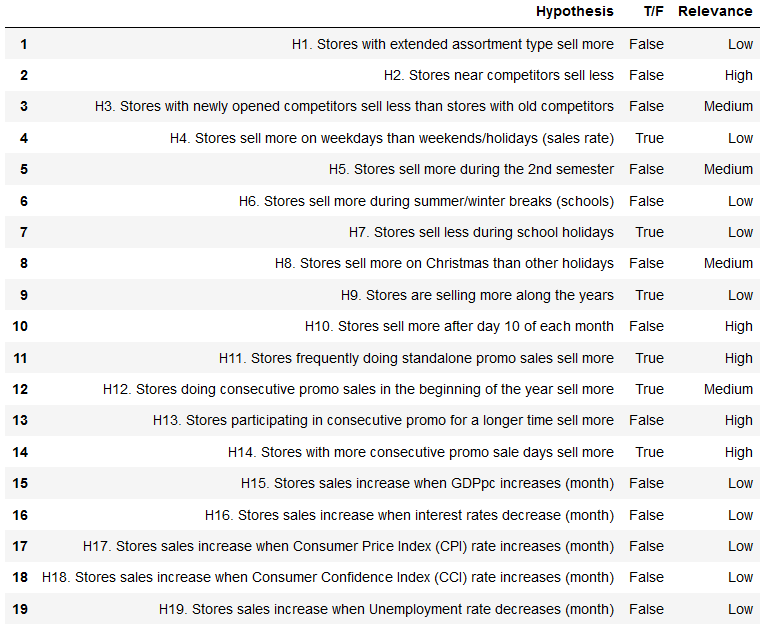 Hypothesis T/F Relevance
1 H1. Stores with extended assortment type sell more False Low
2 H2. Stores near competitors sell less False High
3 H3. Stores with newly opened competitors sell less than stores with old competitors False Medium
4 H4. Stores sell more on weekdays than weekends/holidays (sales rate) True Low
5 H5. Stores sell more during the 2nd semester False Medium
6 H6. Stores sell more during summer/winter breaks (schools) False Low
7 H7. Stores sell less during school holidays True Low
8 H8. Stores sell more on Christmas than other holidays False Medium
9 H9. Stores are selling more along the years True Low
10 H10. Stores sell more after day 10 of each month False High
11 H11. Stores frequently doing standalone promo sales sell more True High
12 H12. Stores doing consecutive promo sales in the beginning of the year sell more True Medium
13 H13. Stores participating in consecutive promo for a longer time sell more False High
14 H14. Stores with more consecutive promo sale days sell more True High
15 H15. Stores sales increase when GDPpc increases (month) False Low
16 H16. Stores sales increase when interest rates decrease (month) False Low
17 H17. Stores sales increase when Consumer Price Index (CPI) rate increases (month) False Low
18 H18. Stores sales increase when Consumer Confidence Index (CCI) rate increases (month) False Low
19 H19. Stores sales increase when Unemployment rate decreases (month) False Low